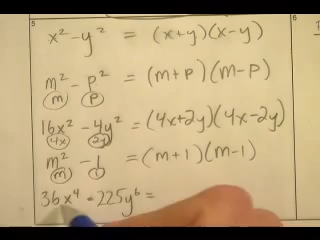 5
6
x² - y² = (x+y)(x-y)
m² - p² = (m+p)(m-p)
m p
16x² - 4y² = (4x+2y)(4x-2y)
4x 2y
m² - 1 = (m+1)(m-1)
m 1
36x⁴ - 225y⁶ =